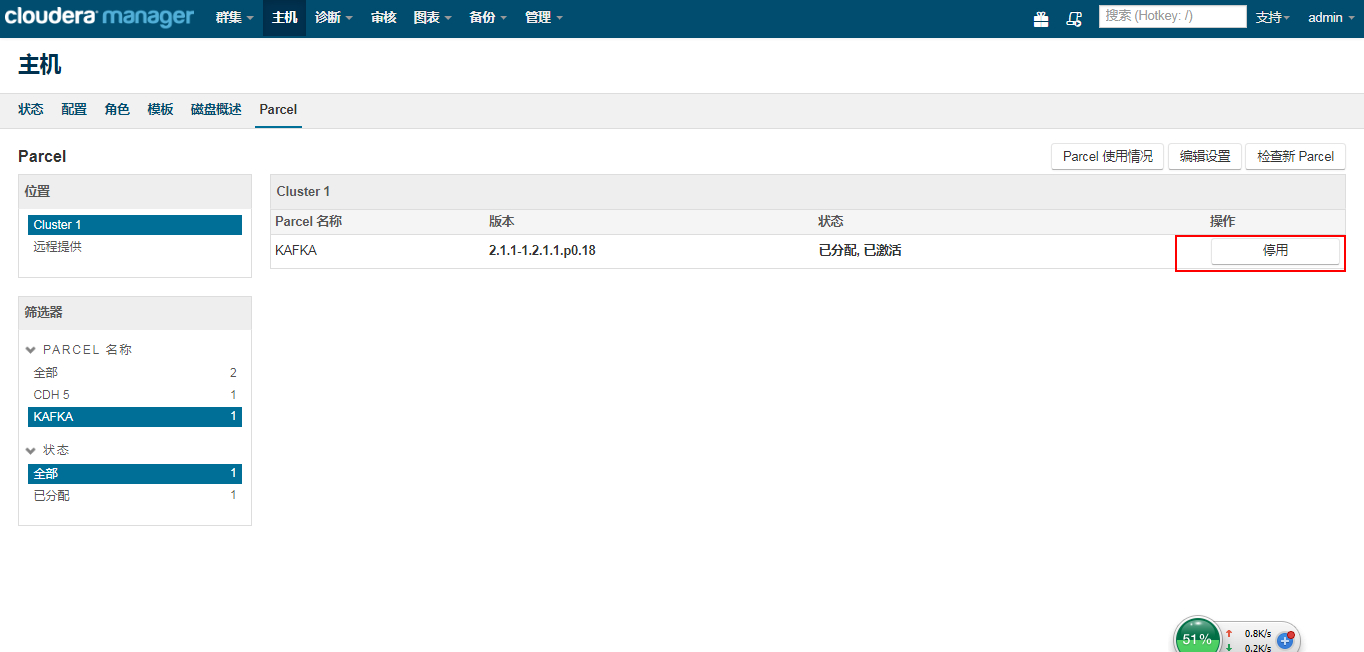 cloudera manager 群集 主机 诊断 审核 图表 备份 管理 搜索 (Hotkey: /) 支持 admin
主机
状态 配置 角色 模板 磁盘概述 Parcel
Parcel Parcel 使用情况 编辑设置 检查新 Parcel
位置
Cluster 1
远程提供
Cluster 1
Parcel 名称 版本 状态 操作
KAFKA 2.1.1-1.2.1.1.p0.18 已分配, 已激活 停用
筛选器
PARCEL 名称
全部 2
CDH 5 1
KAFKA 1
状态
全部 1
已分配 1
51% 0.8K/s
0.2K/s